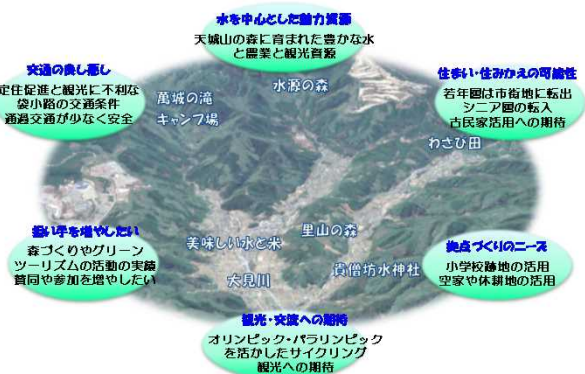 水を中心とした魅力資源
天城山の森に育まれた豊かな水
と農業と観光資源
交通の良し悪し
定住促進と観光に不利な
袋小路の交通条件
通過交通が少なく安全
住まい・住みかえの可能性
若年層は市街地に転出
シニア層の転入
古民家活用への期待
水源の森
萬城の滝
キャンプ場
わさび田
担い手を増やしたい
森づくりやグリーン
ツーリズムの活動の実績
賛同や参加を増やしたい
美味しい水と米
里山の森
大見川
貴僧坊水神社
拠点づくりのニーズ
小学校跡地の活用
空家や休耕地の活用
観光・交流への期待
オリンピック・パラリンピック
を活かしたサイクリング
観光への期待